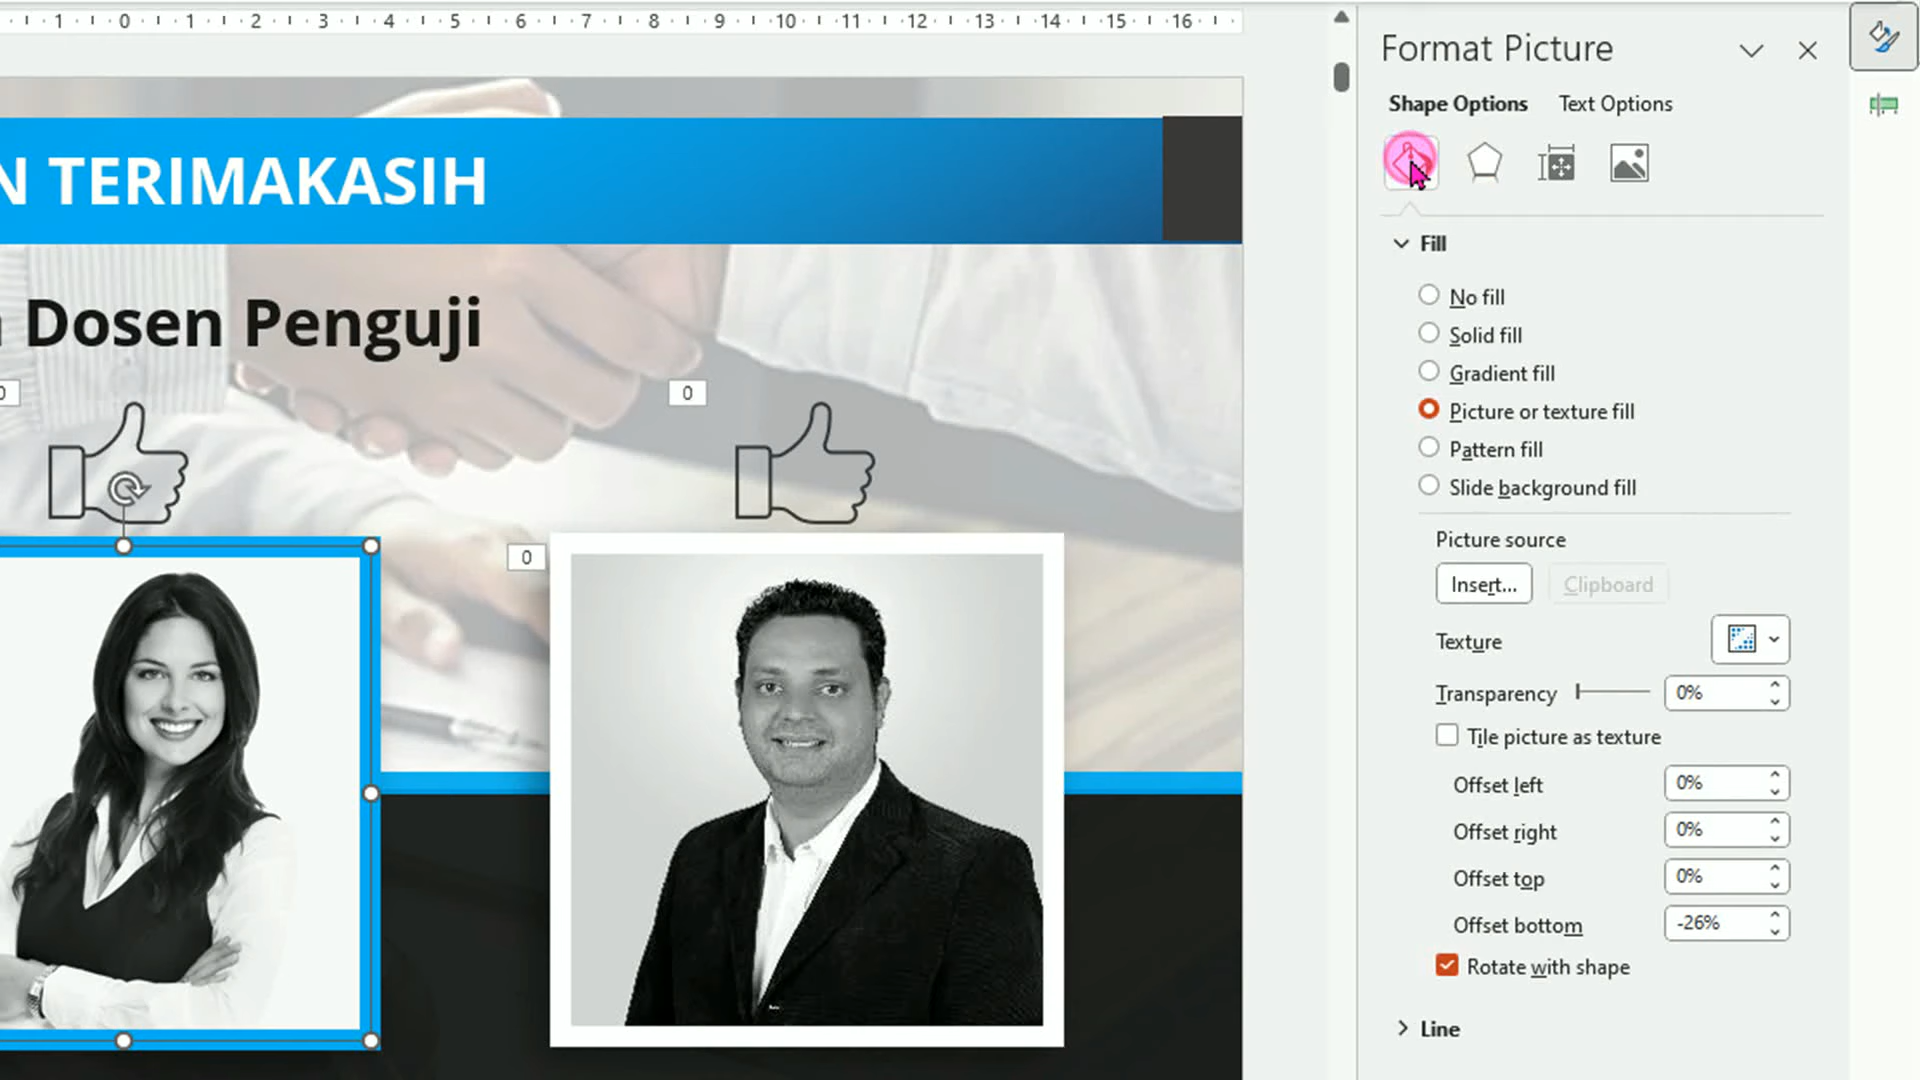 1 0 1 2 3 4 5 6 7 8 9 10 11 12 13 14 15 16
Format Picture
Shape Options Text Options
N TERIMAKASIH
Dosen Penguji
0
0
0
Fill
No fill
Solid fill
Gradient fill
Picture or texture fill
Pattern fill
Slide background fill
Picture source
Insert... Clipboard
Texture
Transparency 0%
Tile picture as texture
Offset left 0%
Offset right 0%
Offset top 0%
Offset bottom -26%
Rotate with shape
Line